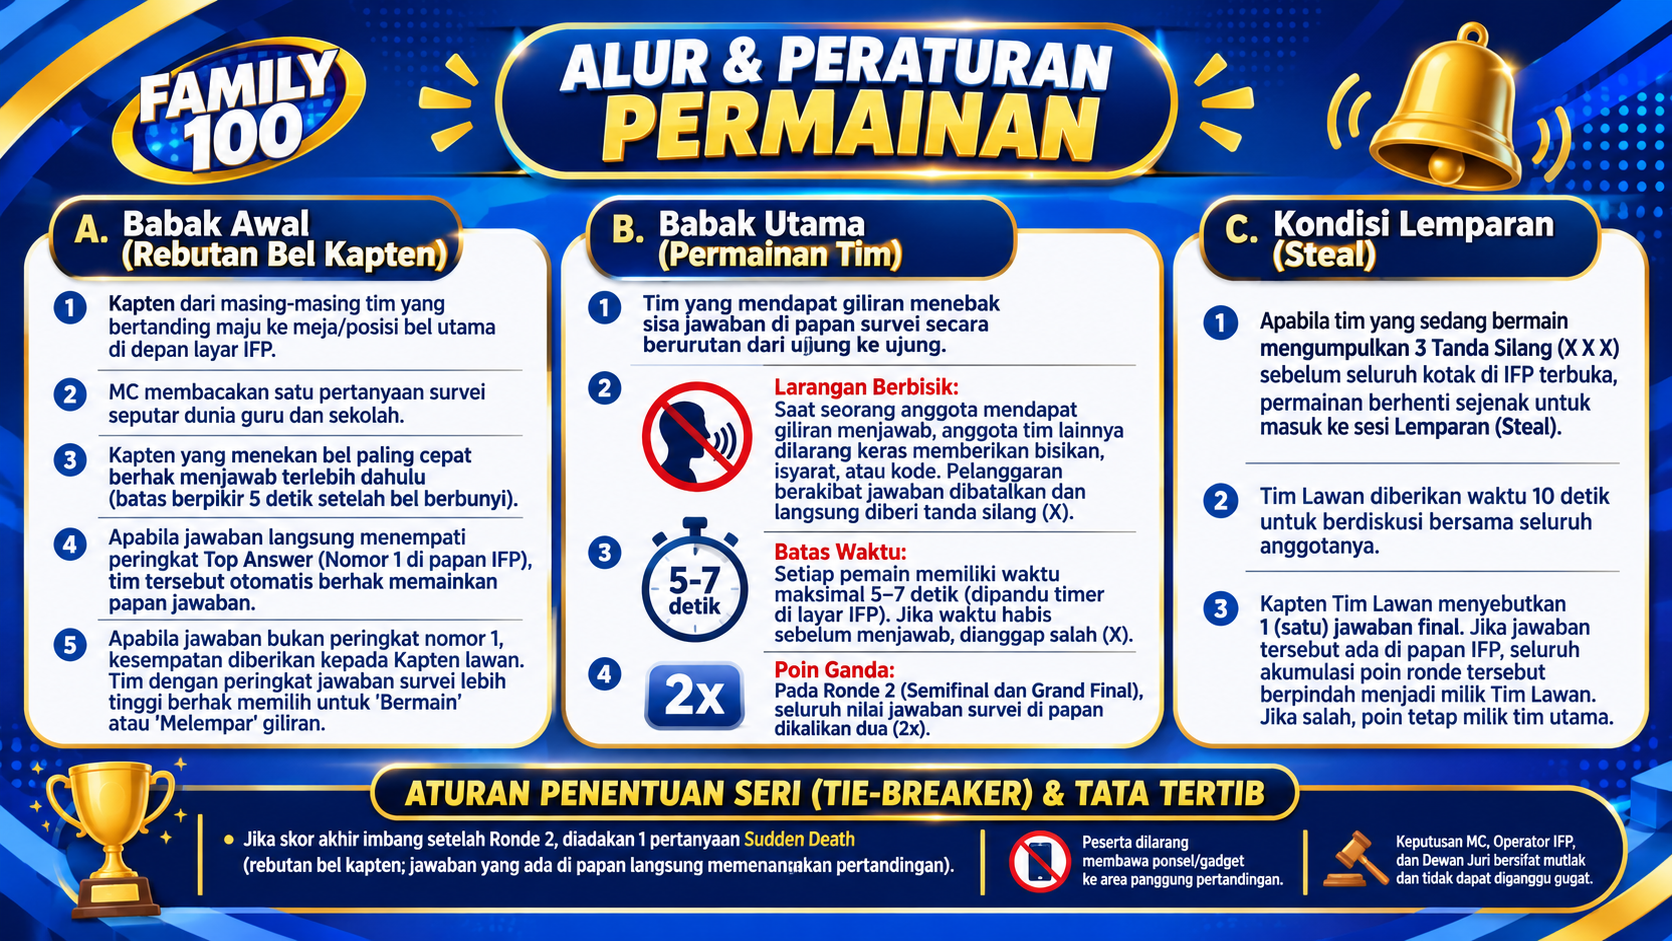 FAMILY
100
ALUR & PERATURAN
PERMAINAN
A. Babak Awal
(Rebutan Bel Kapten)
1 Kapten dari masing-masing tim yang
bertanding maju ke meja/posisi bel utama
di depan layar IFP.
2 MC membacakan satu pertanyaan survei
seputar dunia guru dan sekolah.
3 Kapten yang menekan bel paling cepat
berhak menjawab terlebih dahulu
(batas berpikir 5 detik setelah bel berbunyi).
4 Apabila jawaban langsung menempati
peringkat Top Answer (Nomor 1 di papan IFP),
tim tersebut otomatis berhak memainkan
papan jawaban.
5 Apabila jawaban bukan peringkat nomor 1,
kesempatan diberikan kepada Kapten lawan.
Tim dengan peringkat jawaban survei lebih
tinggi berhak memilih untuk 'Bermain'
atau 'Melempar' giliran.
B. Babak Utama
(Permainan Tim)
1 Tim yang mendapat giliran menebak
sisa jawaban di papan survei secara
berurutan dari ujung ke ujung.
2 Larangan Berbisik:
Saat seorang anggota mendapat
giliran menjawab, anggota tim lainnya
dilarang keras memberikan bisikan,
isyarat, atau kode. Pelanggaran
berakibat jawaban dibatalkan dan
langsung diberi tanda silang (X).
3 5-7
detik
Batas Waktu:
Setiap pemain memiliki waktu
maksimal 5–7 detik (dipandu timer
di layar IFP). Jika waktu habis
sebelum menjawab, dianggap salah (X).
4 2x
Poin Ganda:
Pada Ronde 2 (Semifinal dan Grand Final),
seluruh nilai jawaban survei di papan
dikalikan dua (2x).
C. Kondisi Lemparan
(Steal)
1 Apabila tim yang sedang bermain
mengumpulkan 3 Tanda Silang (X X X)
sebelum seluruh kotak di IFP terbuka,
permainan berhenti sejenak untuk
masuk ke sesi Lemparan (Steal).
2 Tim Lawan diberikan waktu 10 detik
untuk berdiskusi bersama seluruh
anggotanya.
3 Kapten Tim Lawan menyebutkan
1 (satu) jawaban final. Jika jawaban
tersebut ada di papan IFP, seluruh
akumulasi poin ronde tersebut
berpindah menjadi milik Tim Lawan.
Jika salah, poin tetap milik tim utama.
ATURAN PENENTUAN SERI (TIE-BREAKER) & TATA TERTIB
• Jika skor akhir imbang setelah Ronde 2, diadakan 1 pertanyaan Sudden Death
(rebutan bel kapten; jawaban yang ada di papan langsung memenangkan pertandingan).
Peserta dilarang
membawa ponsel/gadget
ke area panggung pertandingan.
Keputusan MC, Operator IFP,
dan Dewan Juri bersifat mutlak
dan tidak dapat diganggu gugat.